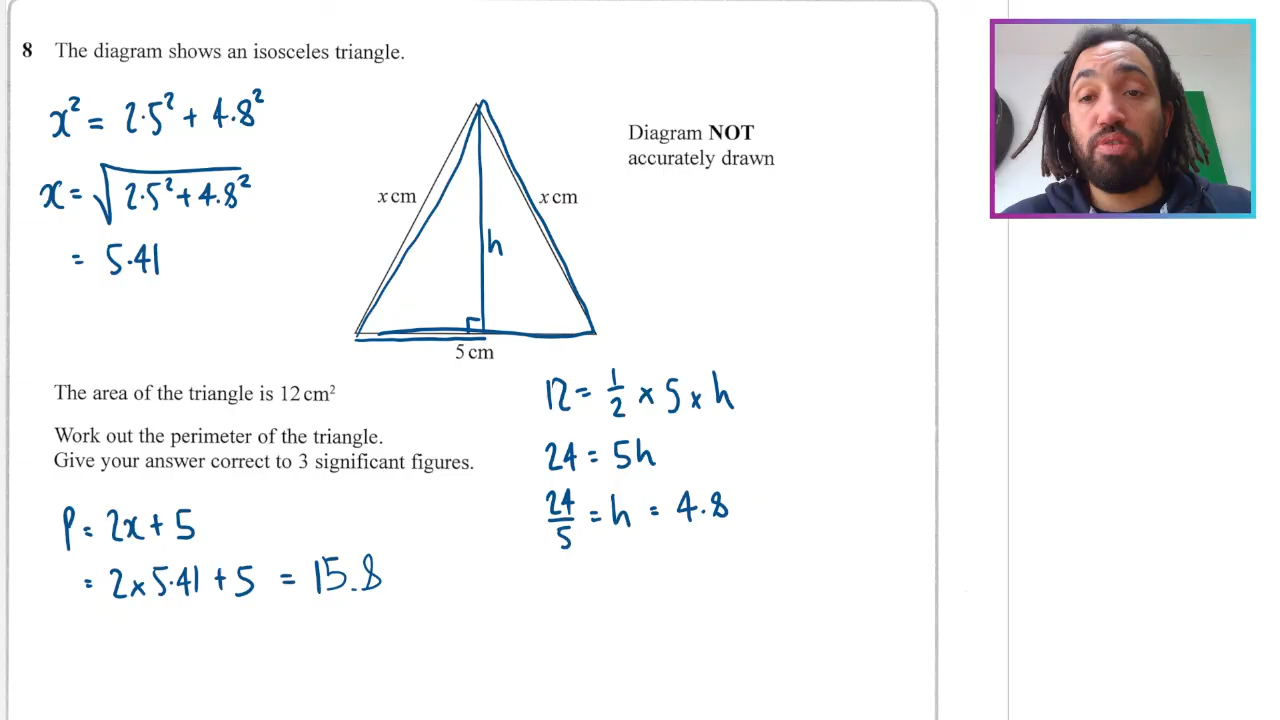 8 The diagram shows an isosceles triangle.
x² = 2.5² + 4.8²
x = √(2.5² + 4.8²)
= 5.41
Diagram NOT
accurately drawn
x cm
x cm
h
5 cm
The area of the triangle is 12 cm²
Work out the perimeter of the triangle.
Give your answer correct to 3 significant figures.
12 = 1/2 × 5 × h
24 = 5h
24/5 = h = 4.8
P = 2x + 5
= 2 × 5.41 + 5 = 15.8